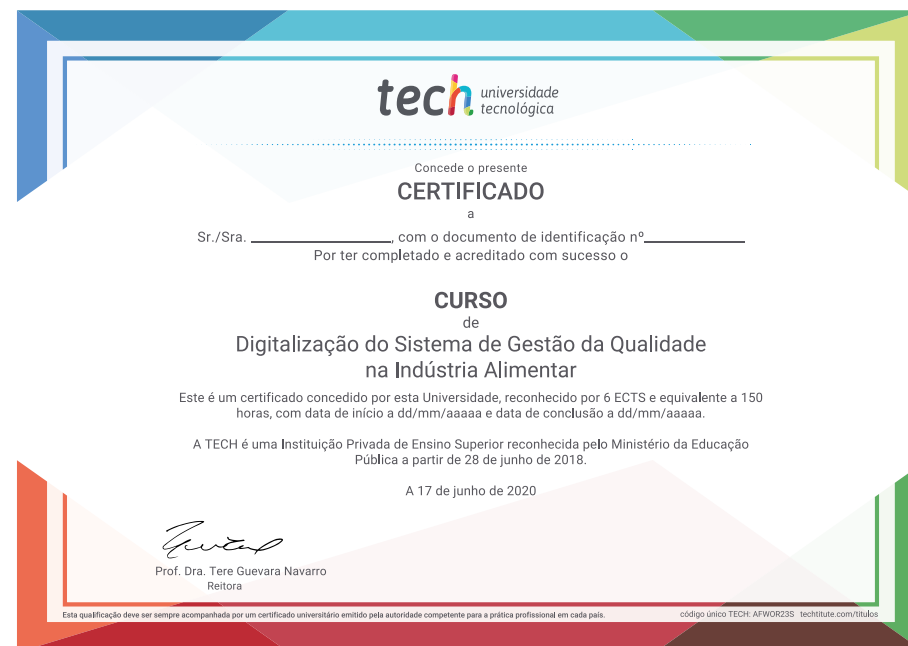 tech universidade
tecnológica
Concede o presente
CERTIFICADO
a
Sr./Sra. ____________________, com o documento de identificação nº______________
Por ter completado e acreditado com sucesso o
CURSO
de
Digitalização do Sistema de Gestão da Qualidade
na Indústria Alimentar
Este é um certificado concedido por esta Universidade, reconhecido por 6 ECTS e equivalente a 150
horas, com data de início a dd/mm/aaaaa e data de conclusão a dd/mm/aaaaa.
A TECH é uma Instituição Privada de Ensino Superior reconhecida pelo Ministério da Educação
Pública a partir de 28 de junho de 2018.
A 17 de junho de 2020
Prof. Dra. Tere Guevara Navarro
Reitora
Esta qualificação deve ser sempre acompanhada por um certificado universitário emitido pela autoridade competente para a prática profissional em cada país.
código único TECH: AFWOR23S techtitute.com/titulos